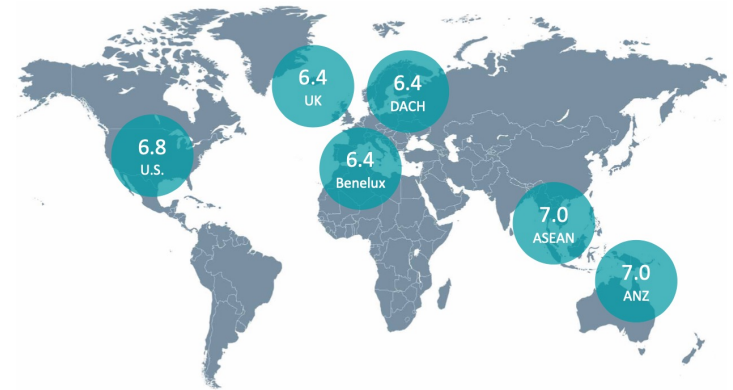 6.4
UK
6.4
DACH
6.8
U.S.
6.4
Benelux
7.0
ASEAN
7.0
ANZ